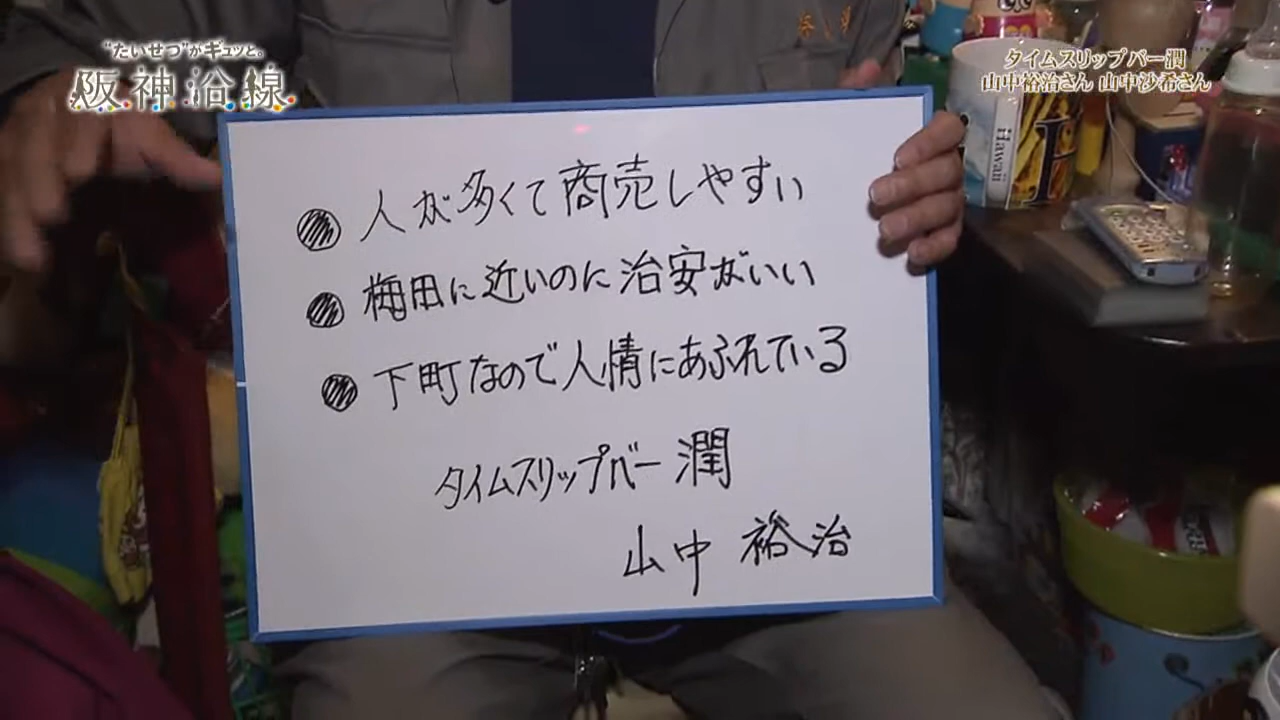 "たいせつ"がギュッと。
阪神沿線
タイムスリップバー潤
山中裕治さん 山中沙希さん
Hawaii
● 人が多くて商売しやすい
● 梅田に近いのに治安がいい
● 下町なので人情にあふれている
タイムスリップバー 潤
山中 裕治